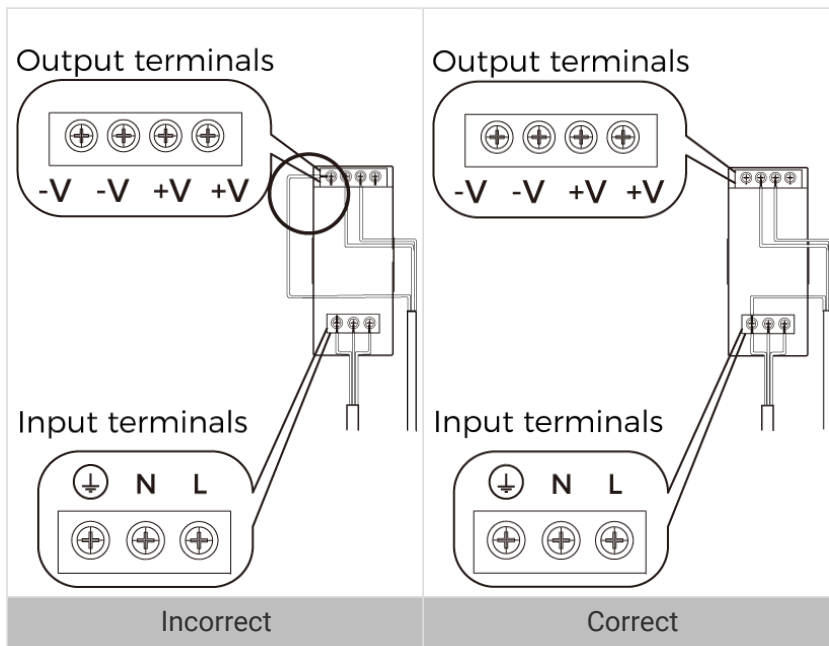 Output terminals
-V -V +V +V
Input terminals
N L
Incorrect
Output terminals
-V -V +V +V
Input terminals
N L
Correct